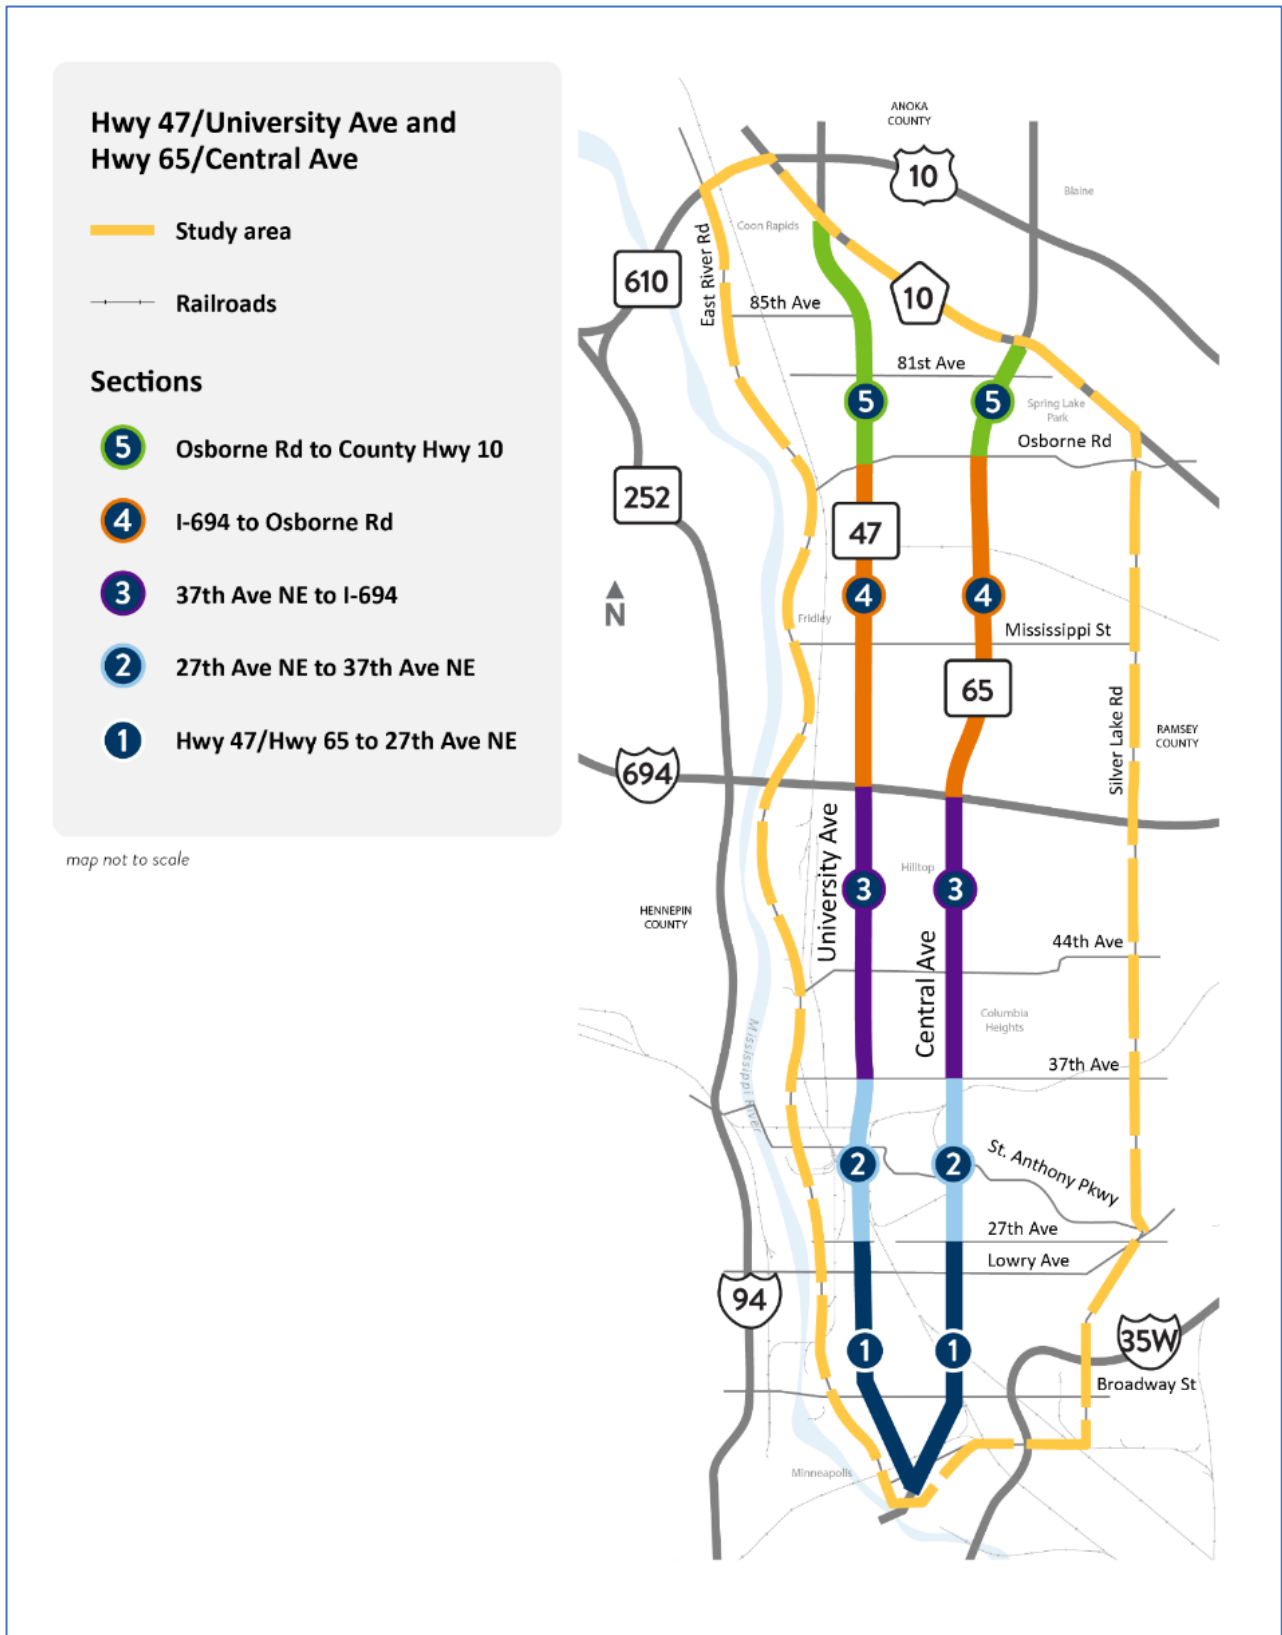 Hwy 47/University Ave and
Hwy 65/Central Ave
Study area
Railroads
Sections
5 Osborne Rd to County Hwy 10
4 I-694 to Osborne Rd
3 37th Ave NE to I-694
2 27th Ave NE to 37th Ave NE
1 Hwy 47/Hwy 65 to 27th Ave NE
map not to scale
ANOKA
COUNTY
10
Blaine
Coon Rapids
East River Rd
610
10
85th Ave
81st Ave
5
5
Spring Lake
Park
Osborne Rd
252
47
N
4
4
Fridley
Mississippi St
65
Silver Lake Rd
RAMSEY
COUNTY
694
University Ave
Hilltop
3
3
HENNEPIN
COUNTY
44th Ave
Central Ave
Columbia
Heights
Mississippi River
37th Ave
2
2
St. Anthony Pkwy
27th Ave
Lowry Ave
94
35W
1
1
Broadway St
Minneapolis